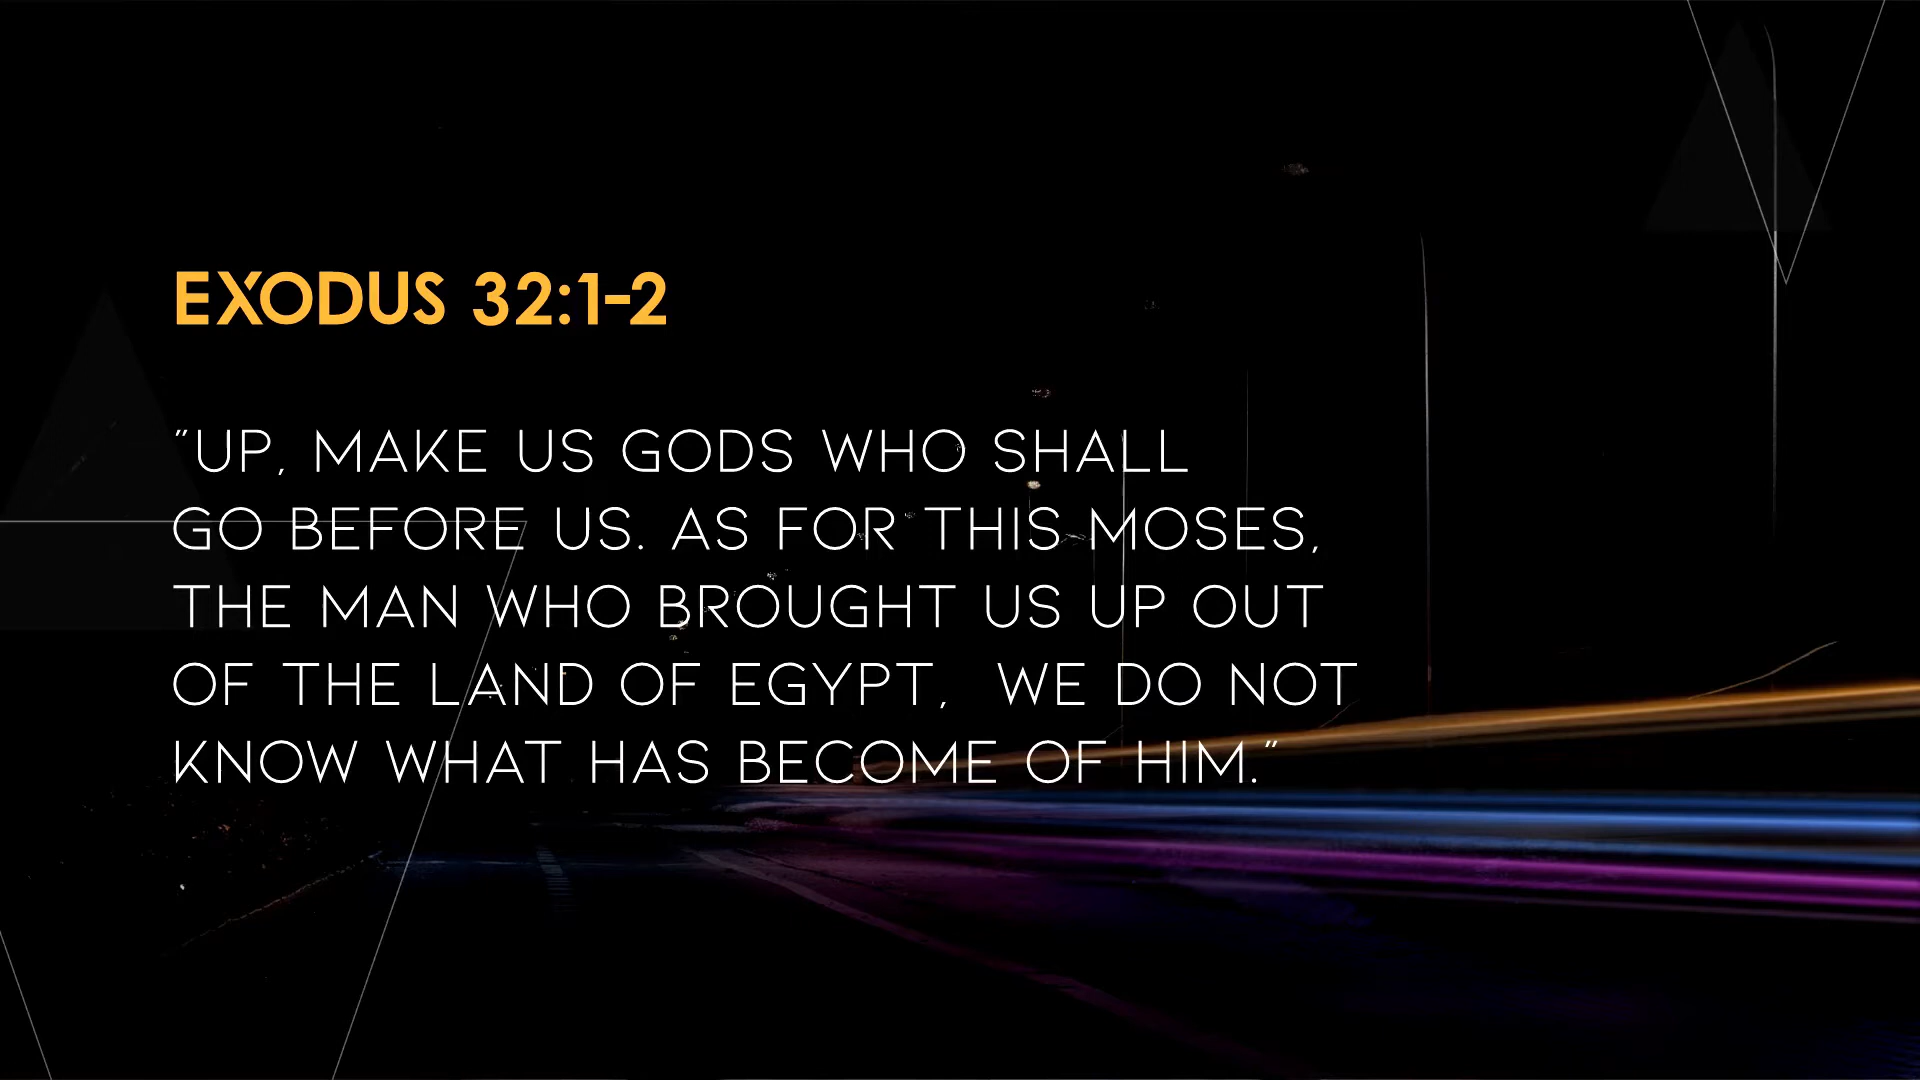 EXODUS 32:1-2
"UP, MAKE US GODS WHO SHALL
GO BEFORE US. AS FOR THIS MOSES,
THE MAN WHO BROUGHT US UP OUT
OF THE LAND OF EGYPT,  WE DO NOT
KNOW WHAT HAS BECOME OF HIM."